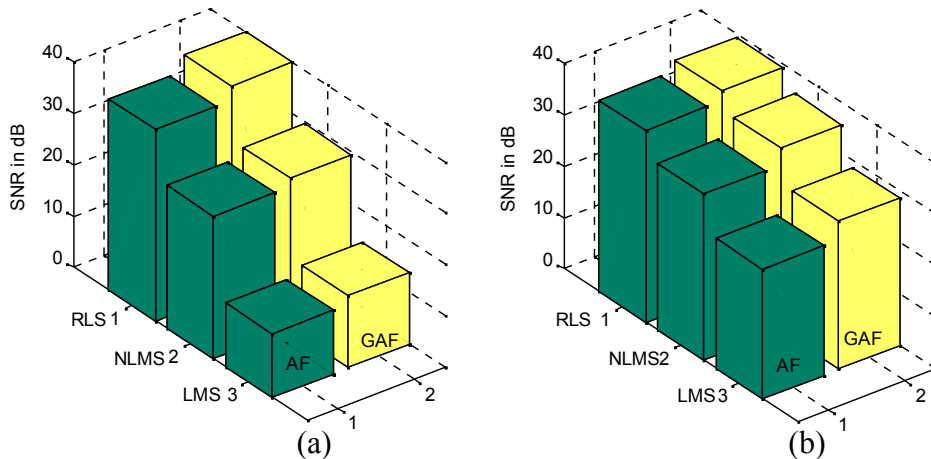 SNR in dB
40
30
20
10
0
RLS 1
NLMS 2
LMS 3
AF
GAF
1
2
(a)
SNR in dB
40
30
20
10
0
RLS 1
NLMS2
LMS3
AF
GAF
1
2
(b)